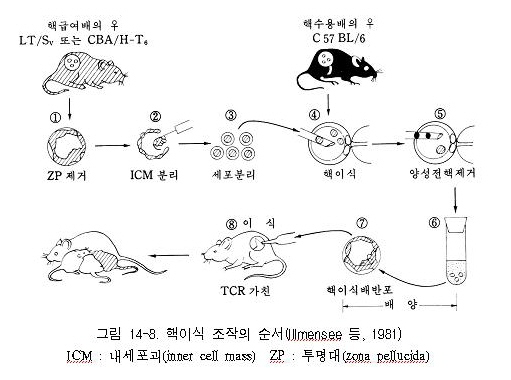 핵급여배의 우
LT/Sv 또는 CBA/H-T6
핵수용배의 우
C 57 BL/6
①
②
③
④
⑤
ZP 제거
ICM 분리
세포분리
핵이식
양성전핵제거
⑧ 이 식
⑦
⑥
TCR 가친
핵이식배반포
배 양
그림 14-8. 핵이식 조작의 순서(Illmensee 등, 1981)
ICM : 내세포괴(inner cell mass) ZP : 투명대(zona pellucida)